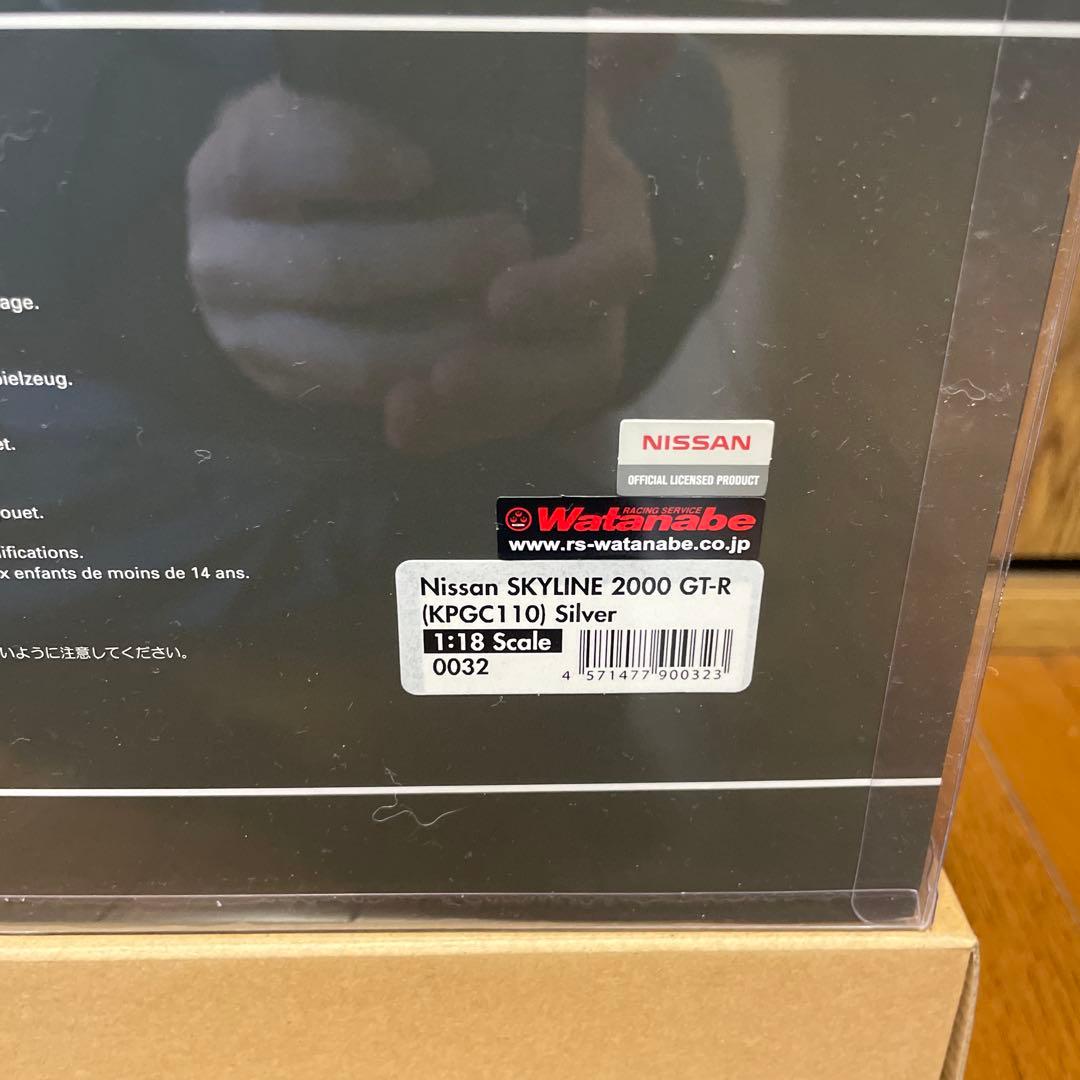 age.
ielzeug.
et.
ouet.
ifications.
x enfants de moins de 14 ans.
いように注意してください。
NISSAN
OFFICIAL LICENSED PRODUCT
RACING SERVICE
Watanabe
www.rs-watanabe.co.jp
Nissan SKYLINE 2000 GT-R
(KPGC110) Silver
1:18 Scale
0032
4 571477 900323